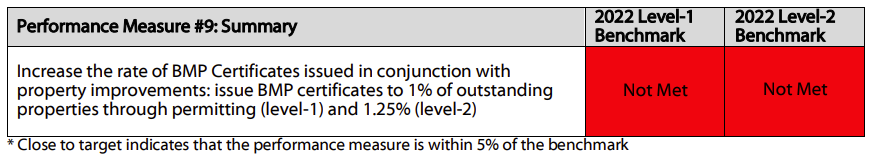 Performance Measure #9: Summary
2022 Level-1
Benchmark
2022 Level-2
Benchmark
Increase the rate of BMP Certificates issued in conjunction with
property improvements: issue BMP certificates to 1% of outstanding
properties through permitting (level-1) and 1.25% (level-2)
Not Met
Not Met
* Close to target indicates that the performance measure is within 5% of the benchmark